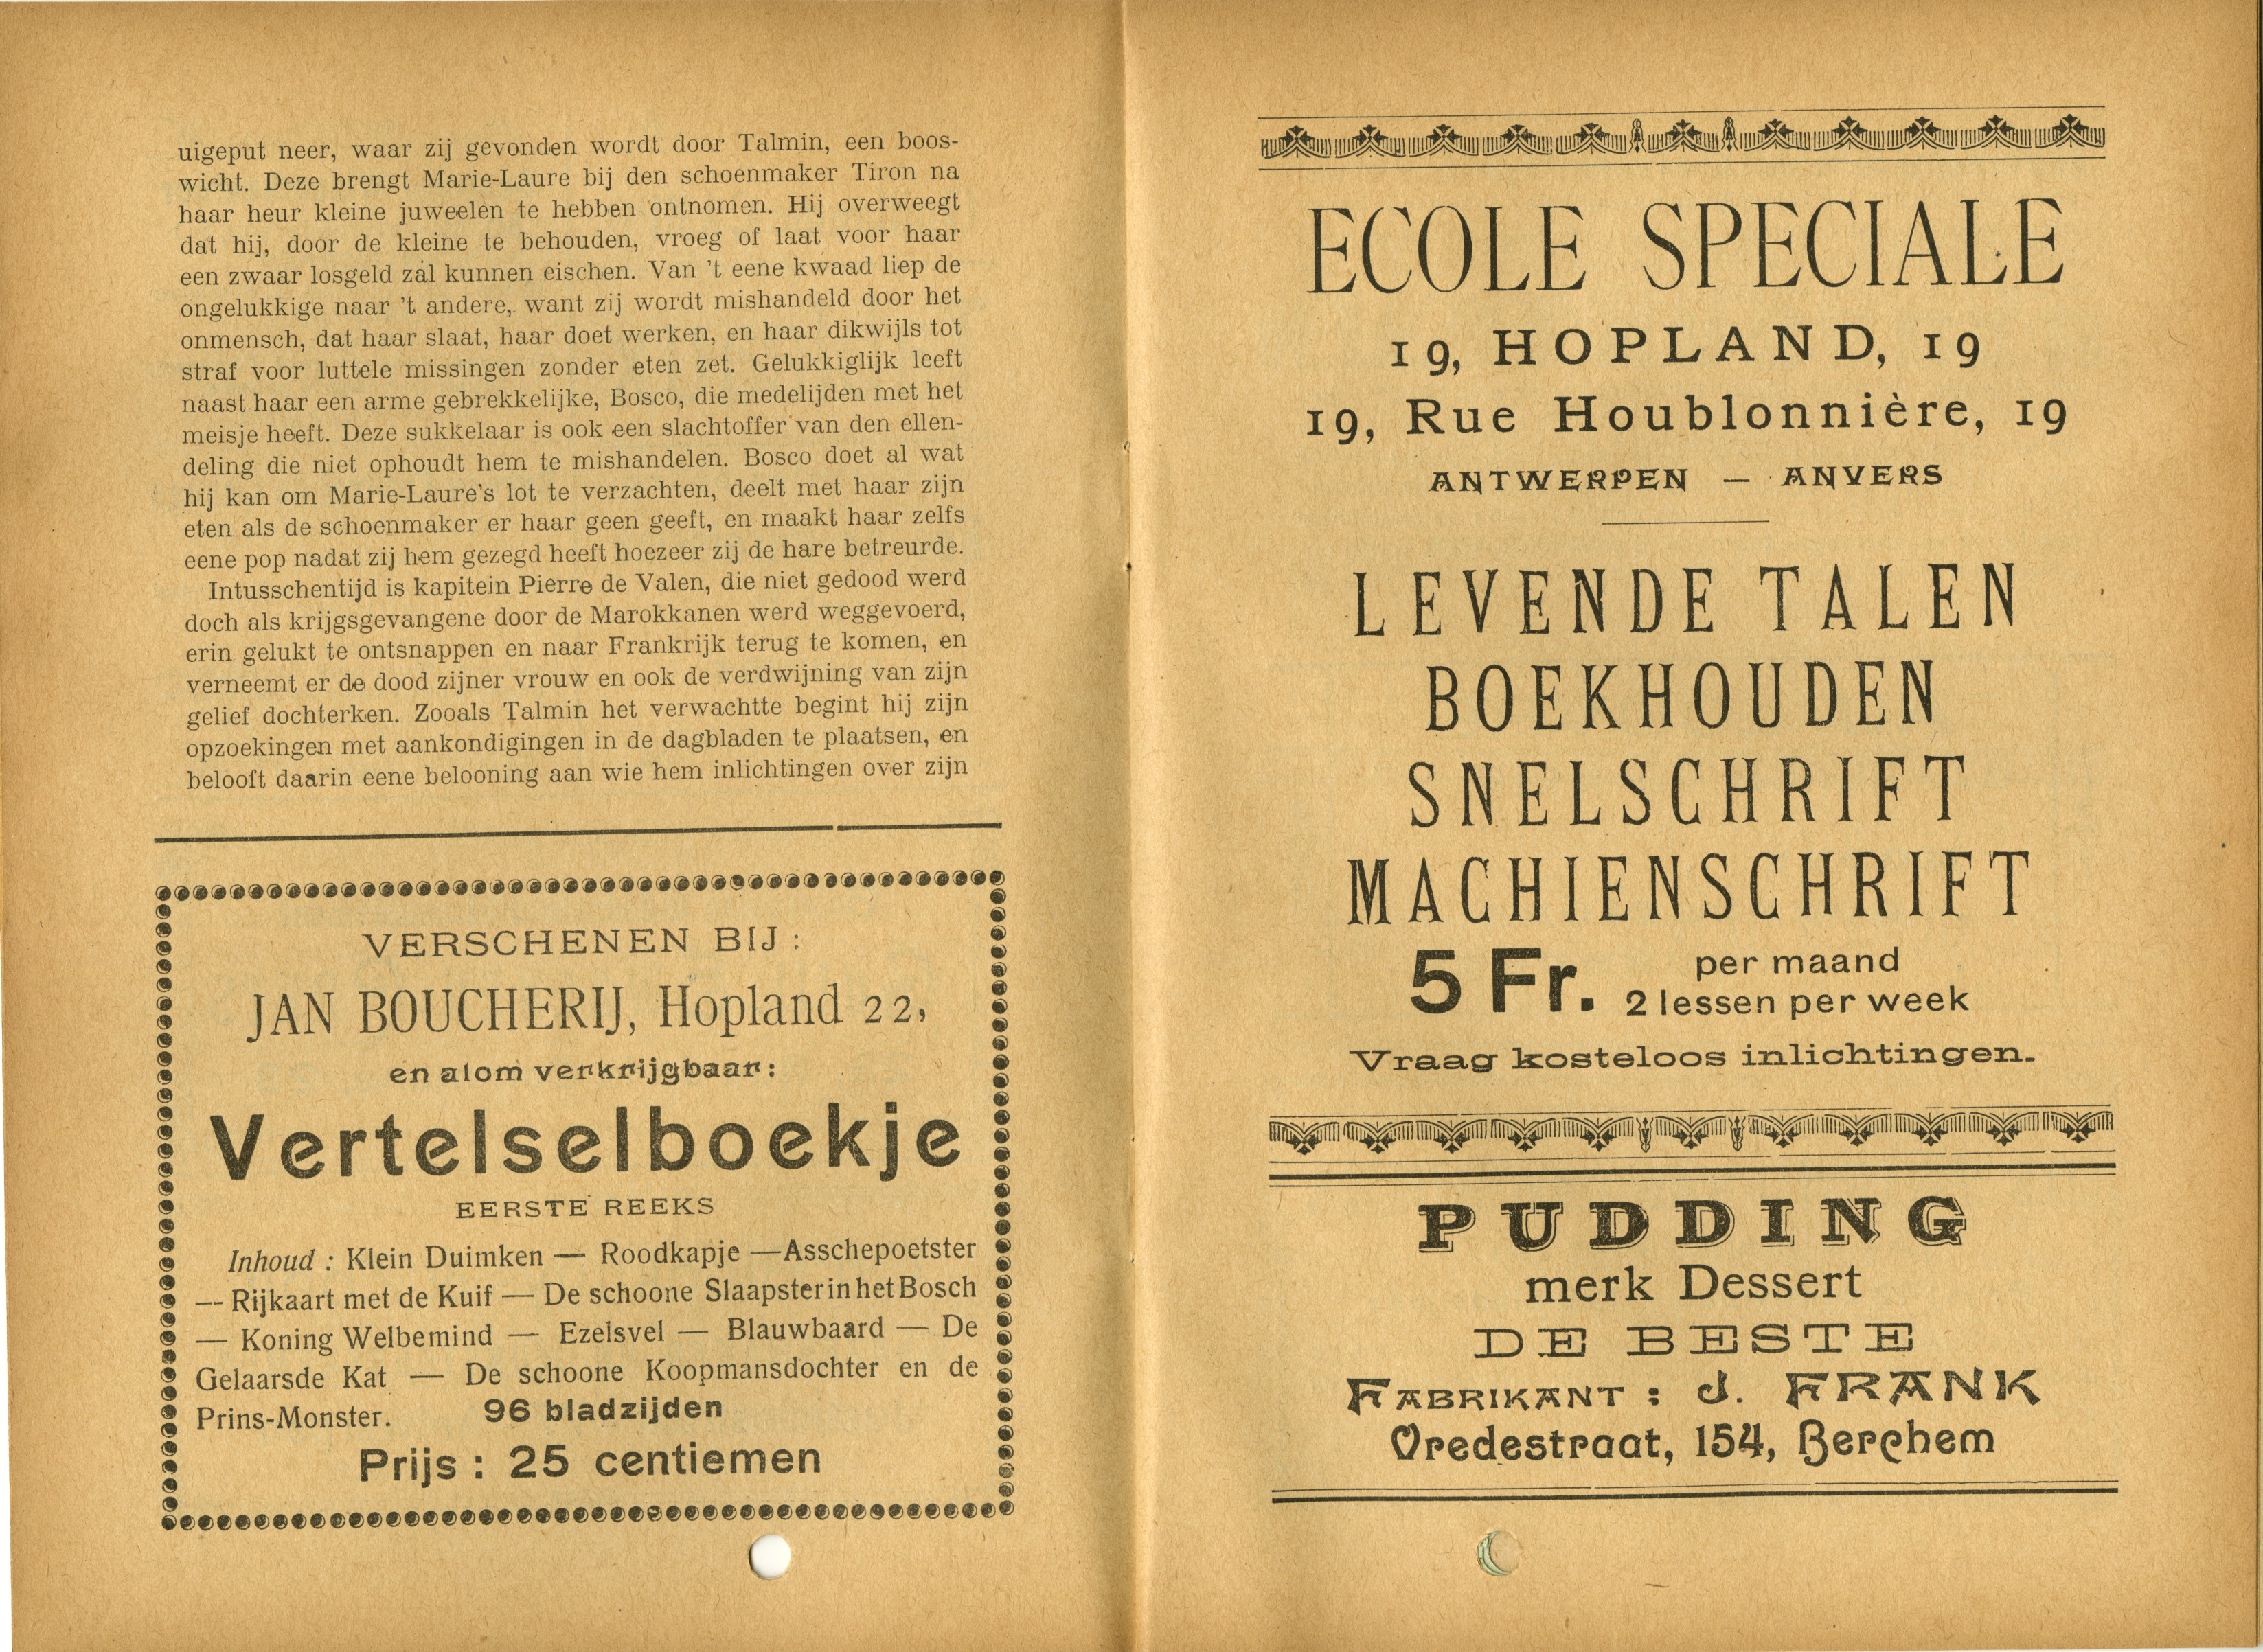 uigeput neer, waar zij gevonden wordt door Talmin, een boos-
wicht. Deze brengt Marie-Laure bij den schoenmaker Tiron na
haar heur kleine juweelen te hebben ontnomen. Hij overweegt
dat hij, door de kleine te behouden, vroeg of laat voor haar
een zwaar losgeld zal kunnen eischen. Van 't eene kwaad liep de
ongelukkige naar 't andere, want zij wordt mishandeld door het
onmensch, dat haar slaat, haar doet werken, en haar dikwijls tot
straf voor luttele missingen zonder eten zet. Gelukkiglijk leeft
naast haar een arme gebrekkelijke, Bosco, die medelijden met het
meisje heeft. Deze sukkelaar is ook een slachtoffer van den ellen-
deling die niet ophoudt hem te mishandelen. Bosco doet al wat
hij kan om Marie-Laure's lot te verzachten, deelt met haar zijn
eten als de schoenmaker er haar geen geeft, en maakt haar zelfs
eene pop nadat zij hem gezegd heeft hoezeer zij de hare betreurde.
Intusschentijd is kapitein Pierre de Valen, die niet gedood werd
doch als krijgsgevangene door de Marokkanen werd weggevoerd,
erin gelukt te ontsnappen en naar Frankrijk terug te komen, en
verneemt er de dood zijner vrouw en ook de verdwijning van zijn
gelief dochterken. Zooals Talmin het verwachtte begint hij zijn
opzoekingen met aankondigingen in de dagbladen te plaatsen, en
belooft daarin eene belooning aan wie hem inlichtingen over zijn
VERSCHENEN BIJ :
JAN BOUCHERIJ, Hopland 22,
en alom verkrijgbaar :
Vertelselboekje
EERSTE REEKS
Inhoud : Klein Duimken — Roodkapje —Asschepoetster
— Rijkaart met de Kuif — De schoone Slaapster in het Bosch
— Koning Welbemind — Ezelsvel — Blauwbaard — De
Gelaarsde Kat — De schoone Koopmansdochter en de
Prins-Monster. 96 bladzijden
Prijs : 25 centiemen
ECOLE SPECIALE
19, HOPLAND, 19
19, Rue Houblonnière, 19
ANTWERPEN — ANVERS
LEVENDE TALEN
BOEKHOUDEN
SNELSCHRIFT
MACHIENSCHRIFT
5 Fr. per maand
2 lessen per week
Vraag kosteloos inlichtingen.
PUDDING
merk Dessert
DE BESTE
FABRIKANT : J. FRANK
Vredestraat, 154, Berchem